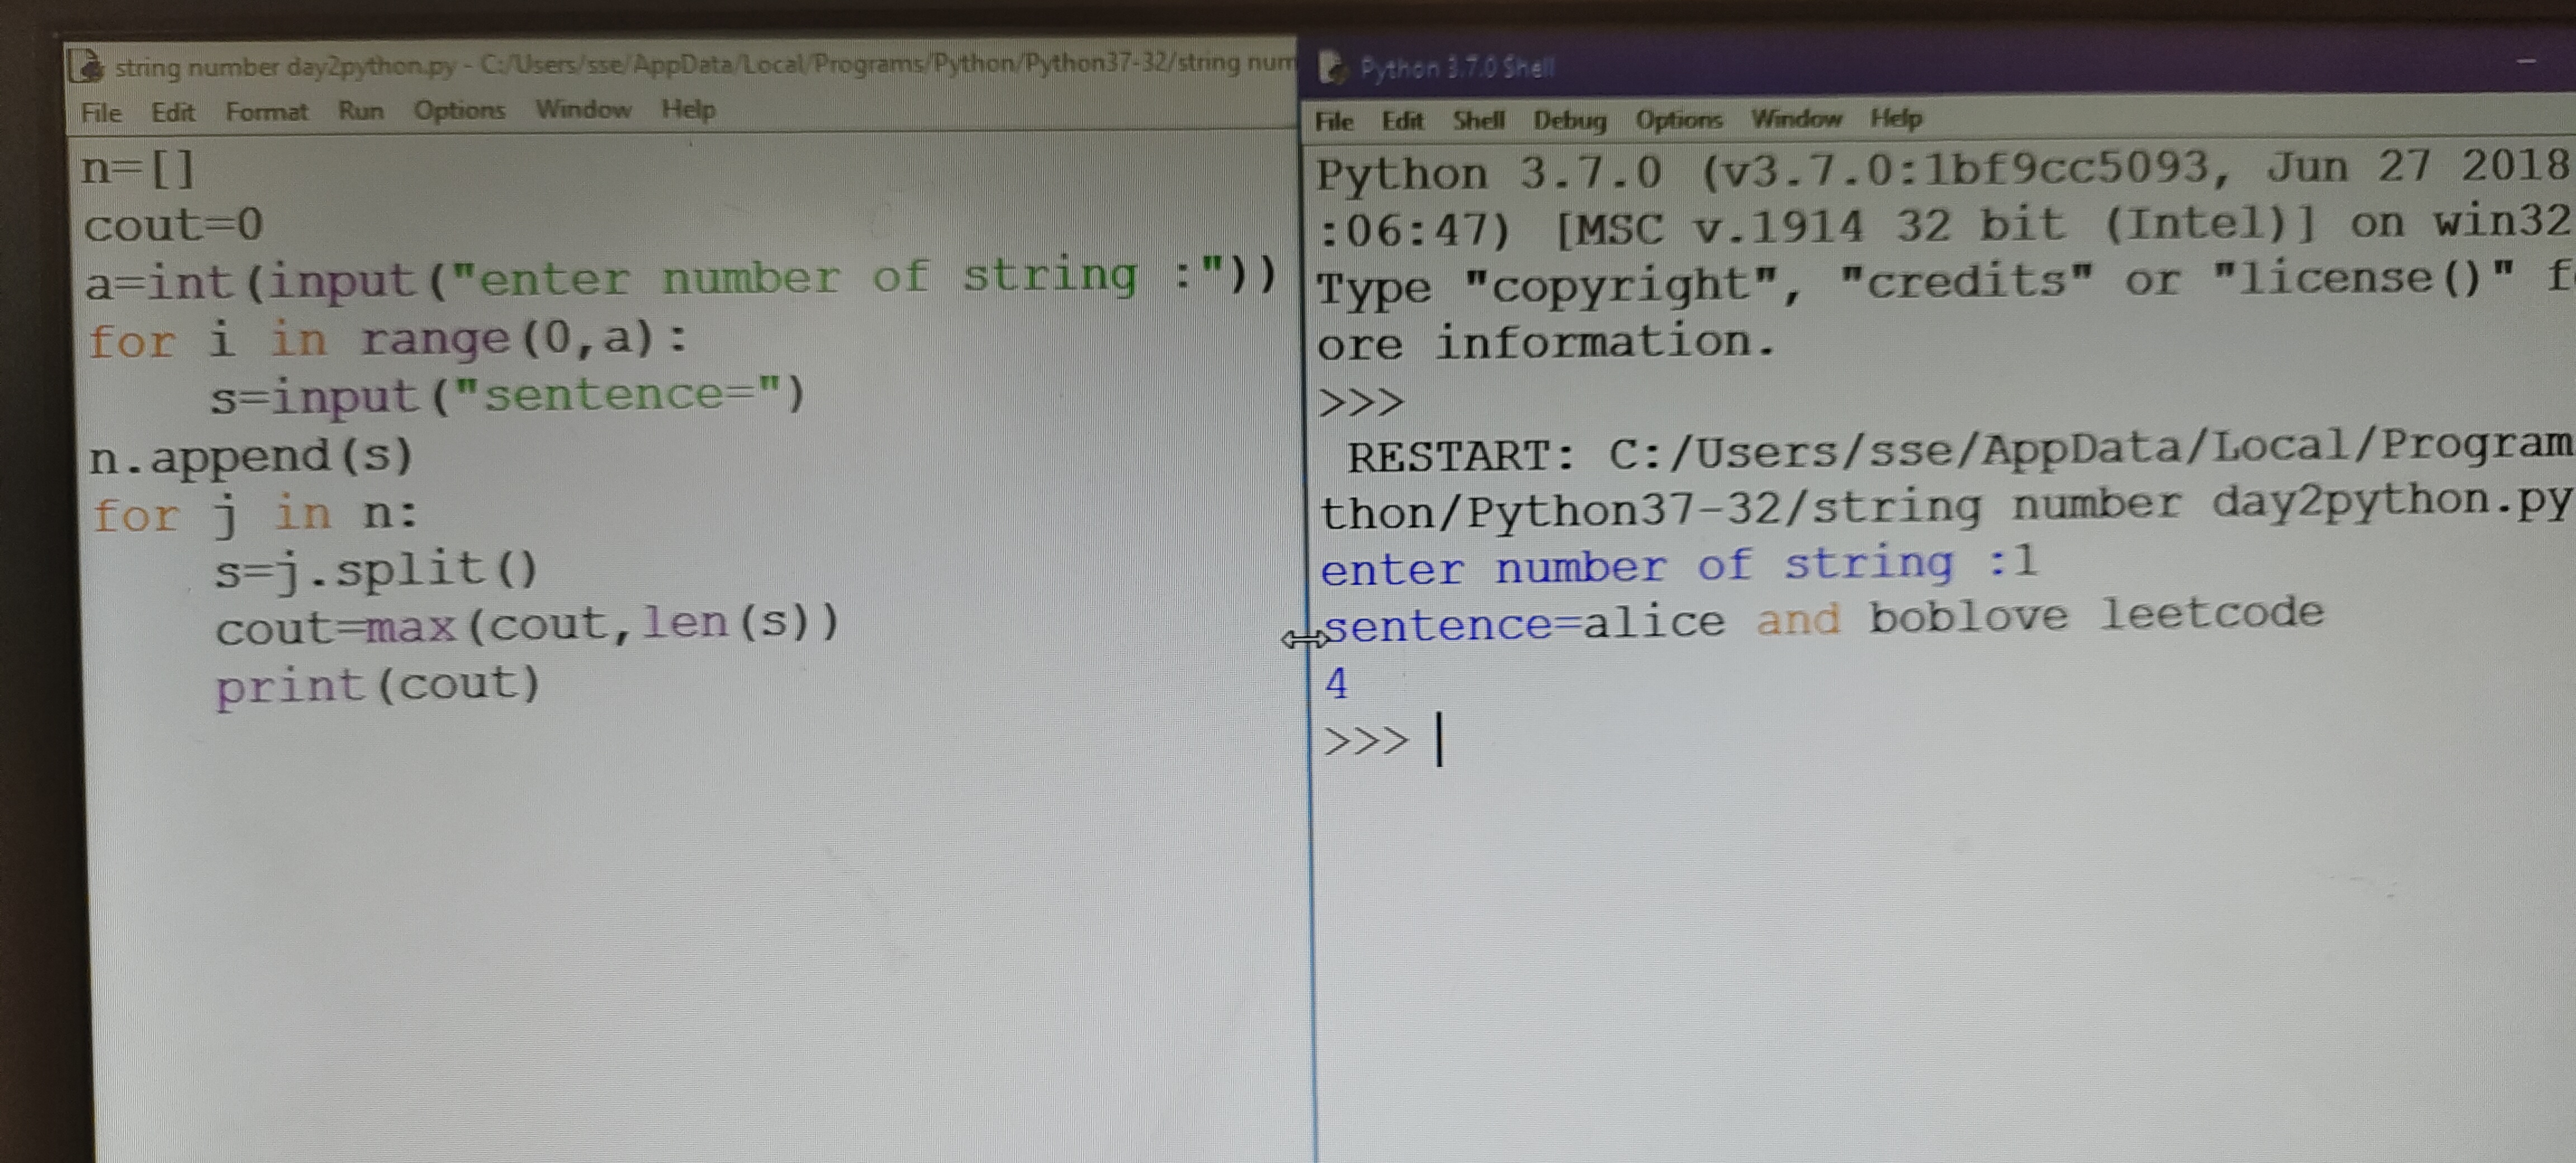 string number day2python.py - C:/Users/sse/AppData/Local/Programs/Python/Python37-32/string num
File Edit Format Run Options Window Help
n=[]
cout=0
a=int(input("enter number of string :"))
for i in range(0,a):
    s=input("sentence=")
n.append(s)
for j in n:
    s=j.split()
    cout=max(cout,len(s))
    print(cout)
Python 3.7.0 Shell
File Edit Shell Debug Options Window Help
Python 3.7.0 (v3.7.0:1bf9cc5093, Jun 27 2018
:06:47) [MSC v.1914 32 bit (Intel)] on win32
Type "copyright", "credits" or "license()" f
ore information.
>>>
 RESTART: C:/Users/sse/AppData/Local/Program
thon/Python37-32/string number day2python.py
enter number of string :1
sentence=alice and boblove leetcode
4
>>>